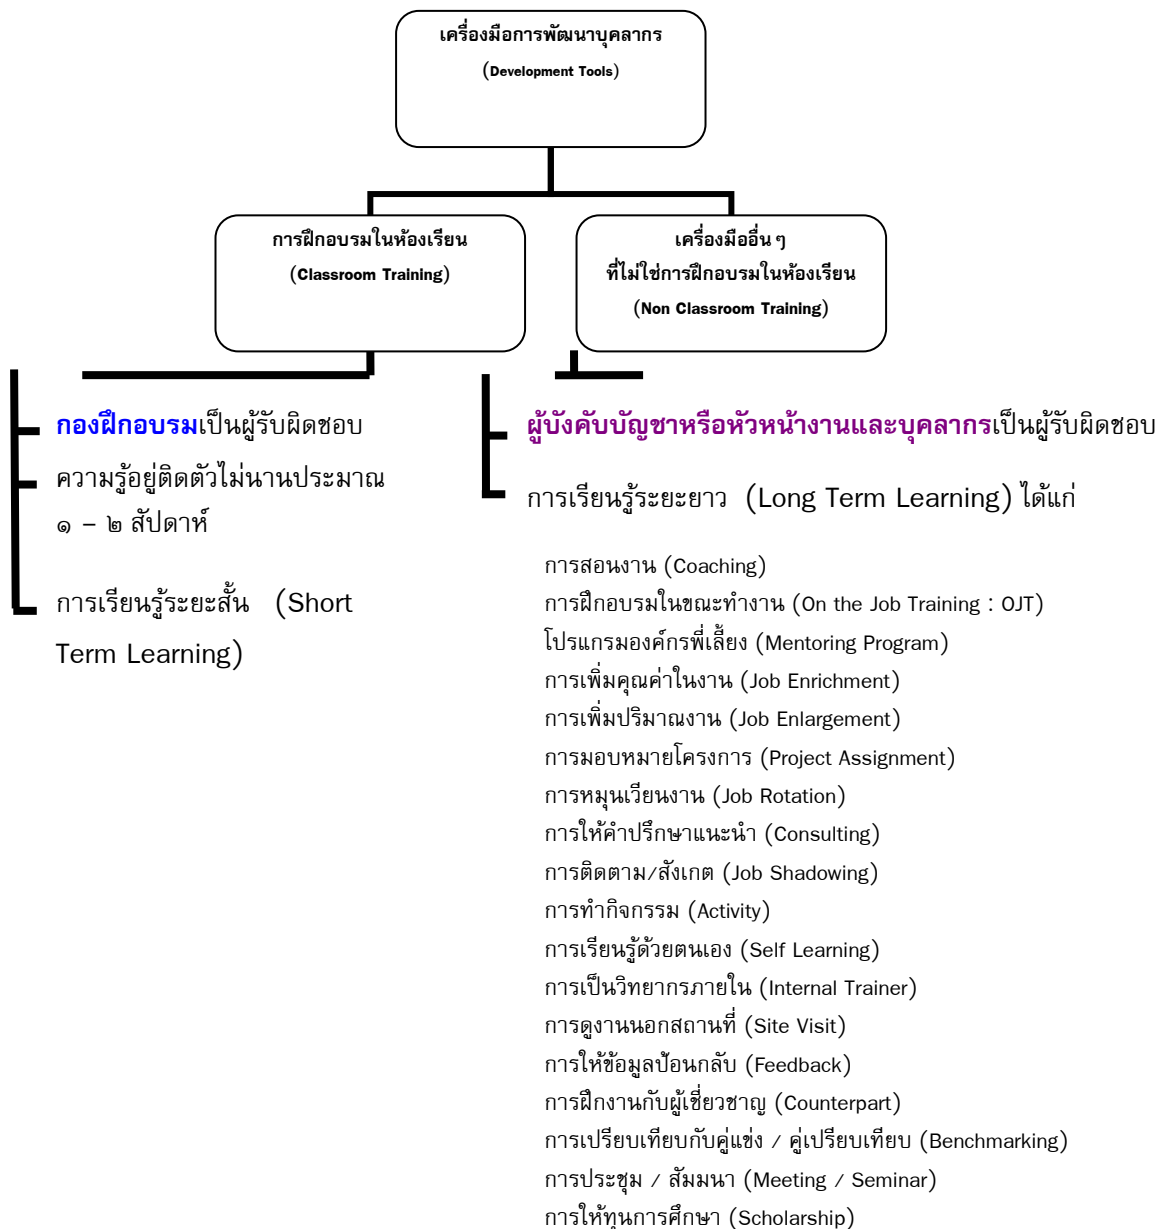 เครื่องมือการพัฒนาบุคลากร
(Development Tools)
การฝึกอบรมในห้องเรียน
(Classroom Training)
เครื่องมืออื่น ๆ
ที่ไม่ใช่การฝึกอบรมในห้องเรียน
(Non Classroom Training)
กองฝึกอบรมเป็นผู้รับผิดชอบ
ความรู้อยู่ติดตัวไม่นานประมาณ
๑ – ๒ สัปดาห์
การเรียนรู้ระยะสั้น (Short
Term Learning)
ผู้บังคับบัญชาหรือหัวหน้างานและบุคลากรเป็นผู้รับผิดชอบ
การเรียนรู้ระยะยาว (Long Term Learning) ได้แก่
การสอนงาน (Coaching)
การฝึกอบรมในขณะทำงาน (On the Job Training : OJT)
โปรแกรมองค์กรพี่เลี้ยง (Mentoring Program)
การเพิ่มคุณค่าในงาน (Job Enrichment)
การเพิ่มปริมาณงาน (Job Enlargement)
การมอบหมายโครงการ (Project Assignment)
การหมุนเวียนงาน (Job Rotation)
การให้คำปรึกษาแนะนำ (Consulting)
การติดตาม/สังเกต (Job Shadowing)
การทำกิจกรรม (Activity)
การเรียนรู้ด้วยตนเอง (Self Learning)
การเป็นวิทยากรภายใน (Internal Trainer)
การดูงานนอกสถานที่ (Site Visit)
การให้ข้อมูลป้อนกลับ (Feedback)
การฝึกงานกับผู้เชี่ยวชาญ (Counterpart)
การเปรียบเทียบกับคู่แข่ง / คู่เปรียบเทียบ (Benchmarking)
การประชุม / สัมมนา (Meeting / Seminar)
การให้ทุนการศึกษา (Scholarship)